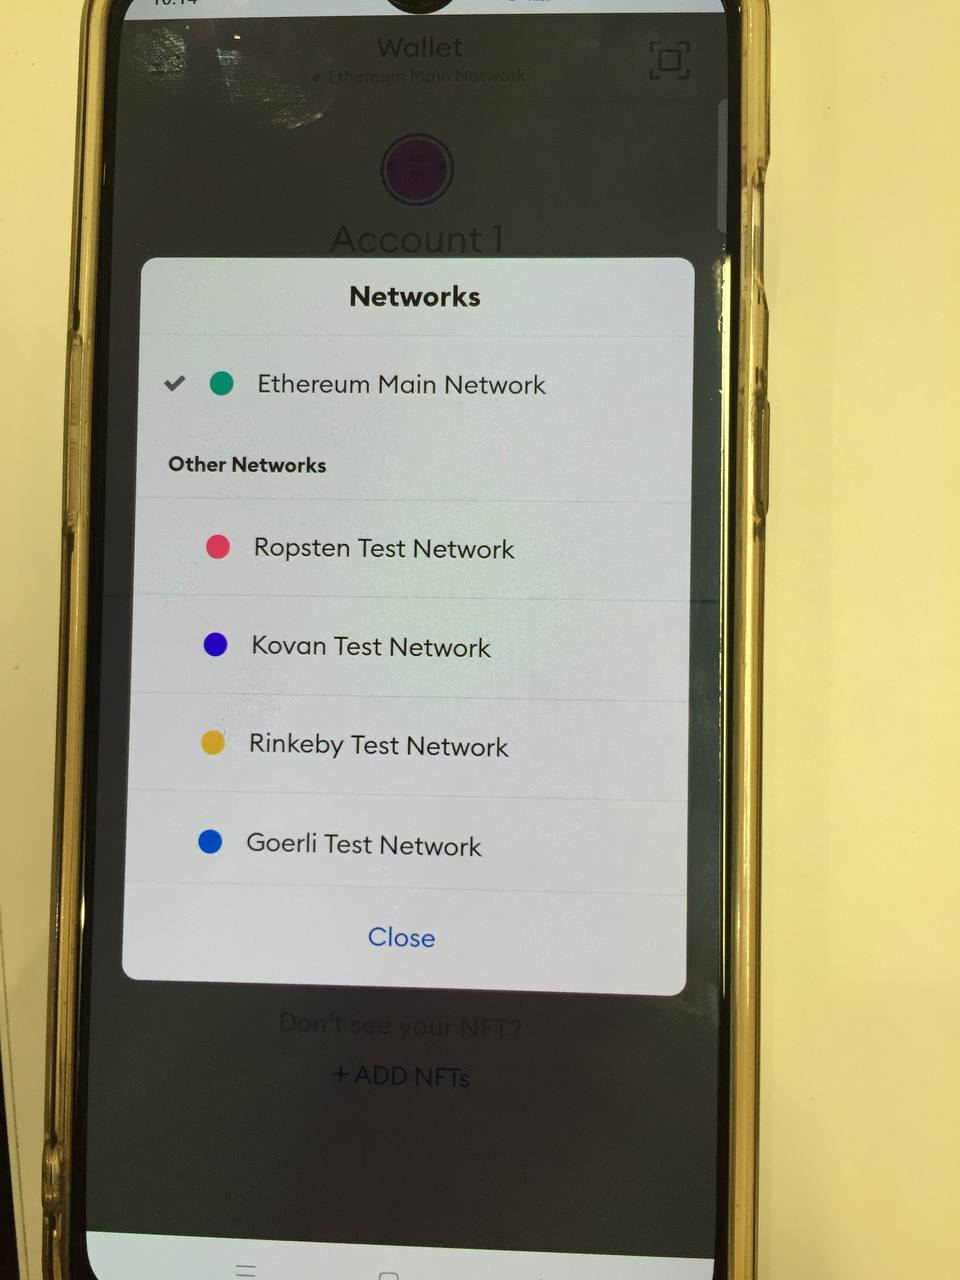 Wallet
Ethereum Main Network
Account 1
Networks
Ethereum Main Network
Other Networks
Ropsten Test Network
Kovan Test Network
Rinkeby Test Network
Goerli Test Network
Close
Don't see your NFT?
+ ADD NFTs